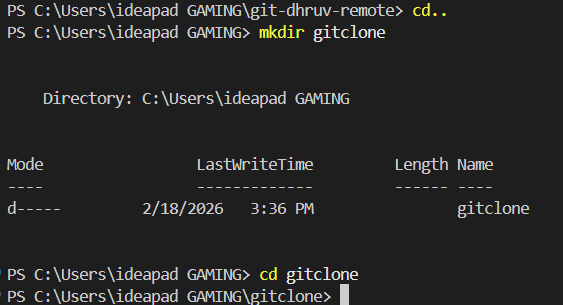 PS C:\Users\ideapad GAMING\git-dhruv-remote> cd..
PS C:\Users\ideapad GAMING> mkdir gitclone
Directory: C:\Users\ideapad GAMING
Mode                 LastWriteTime         Length Name
----                 -------------         ------ ----
d-----         2/18/2026   3:36 PM                gitclone
PS C:\Users\ideapad GAMING> cd gitclone
PS C:\Users\ideapad GAMING\gitclone>